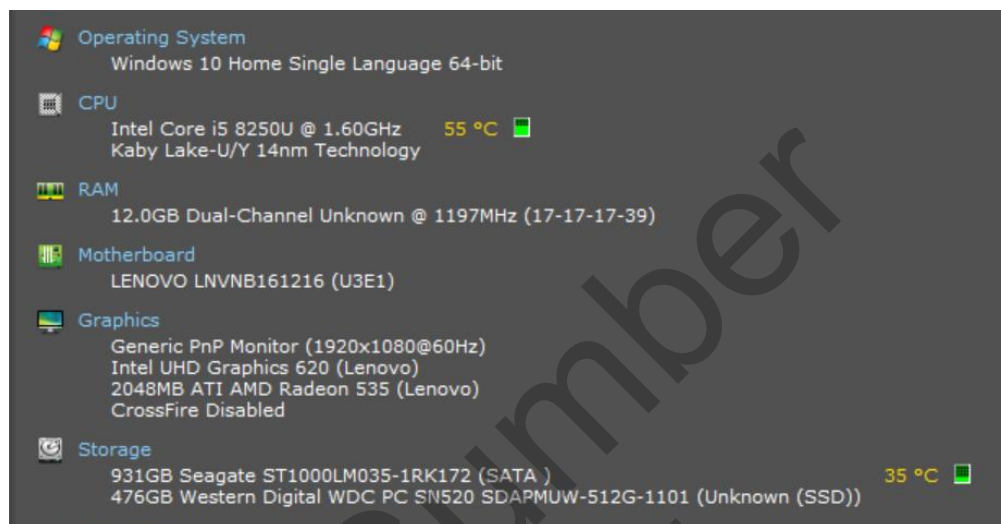 Operating System
Windows 10 Home Single Language 64-bit
CPU
Intel Core i5 8250U @ 1.60GHz 55 °C
Kaby Lake-U/Y 14nm Technology
RAM
12.0GB Dual-Channel Unknown @ 1197MHz (17-17-17-39)
Motherboard
LENOVO LNVNB161216 (U3E1)
Graphics
Generic PnP Monitor (1920x1080@60Hz)
Intel UHD Graphics 620 (Lenovo)
2048MB ATI AMD Radeon 535 (Lenovo)
CrossFire Disabled
Storage
931GB Seagate ST1000LM035-1RK172 (SATA ) 35 °C
476GB Western Digital WDC PC SN520 SDAPMUW-512G-1101 (Unknown (SSD))